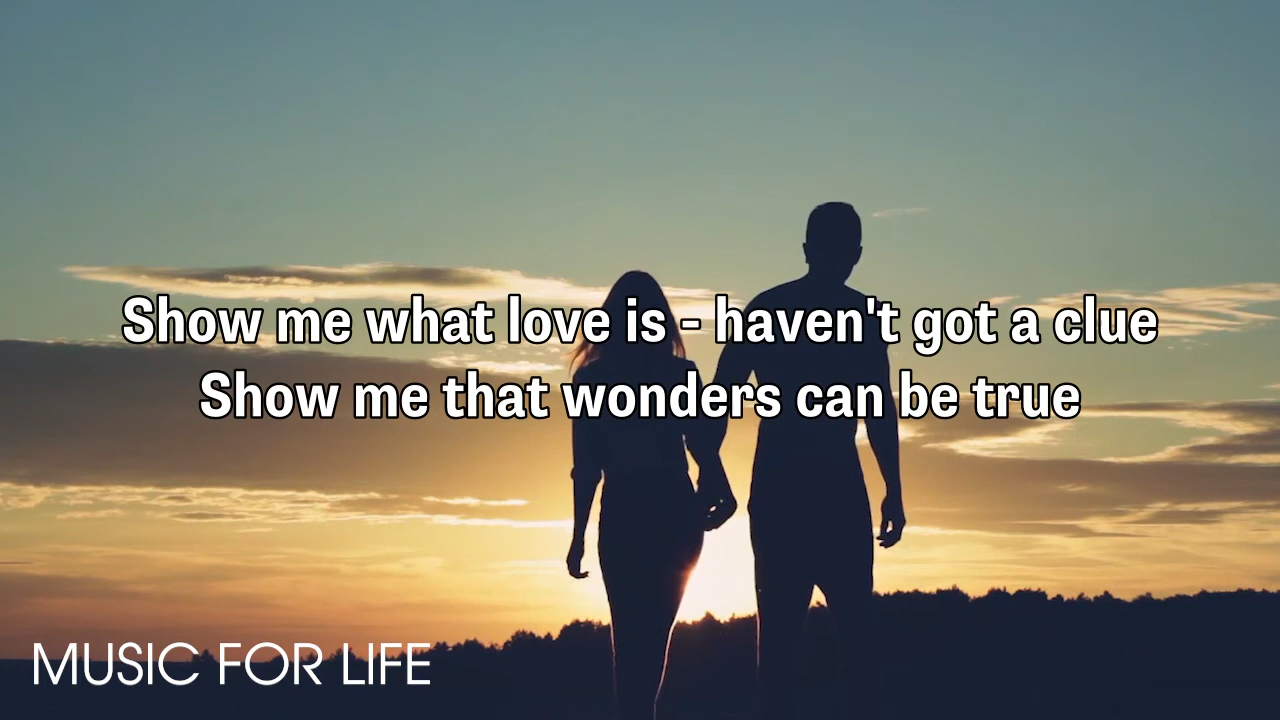 Show me what love is - haven't got a clue
Show me that wonders can be true
MUSIC FOR LIFE